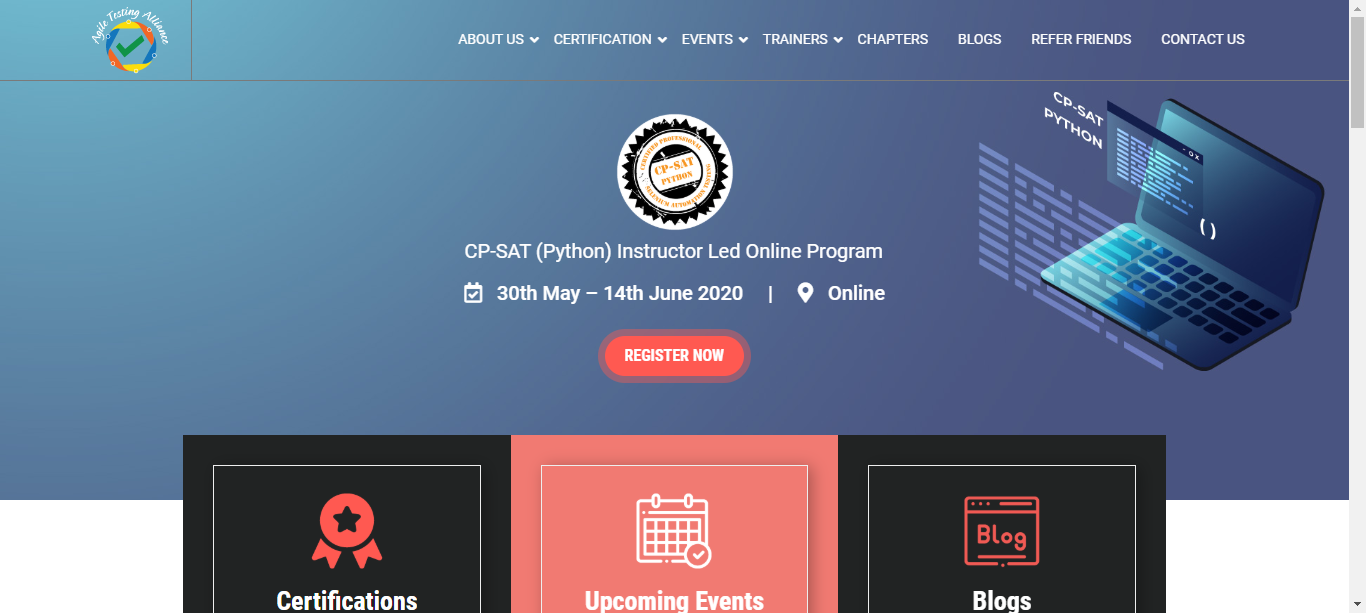 Agile Testing Alliance
ABOUT US
CERTIFICATION
EVENTS
TRAINERS
CHAPTERS
BLOGS
REFER FRIENDS
CONTACT US
CP-SAT
PYTHON
CERTIFIED PROFESSIONAL
CP-SAT
PYTHON
SELENIUM AUTOMATION TESTING
CP-SAT (Python) Instructor Led Online Program
30th May – 14th June 2020 | Online
REGISTER NOW
Blog
Certifications
Upcoming Events
Blogs